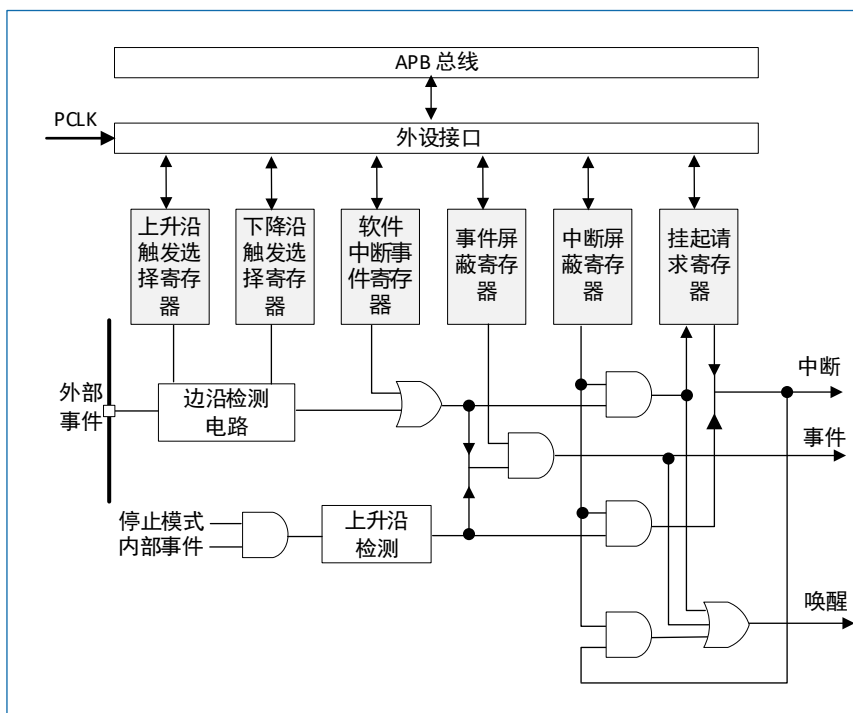 APB 总线
PCLK
外设接口
上升沿
触发选
择寄存
器
下降沿
触发选
择寄存
器
软件
中断事
件寄存
器
事件屏
蔽寄存
器
中断屏
蔽寄存
器
挂起请
求寄存
器
外部
事件
边沿检测
电路
中断
事件
停止模式
内部事件
上升沿
检测
唤醒